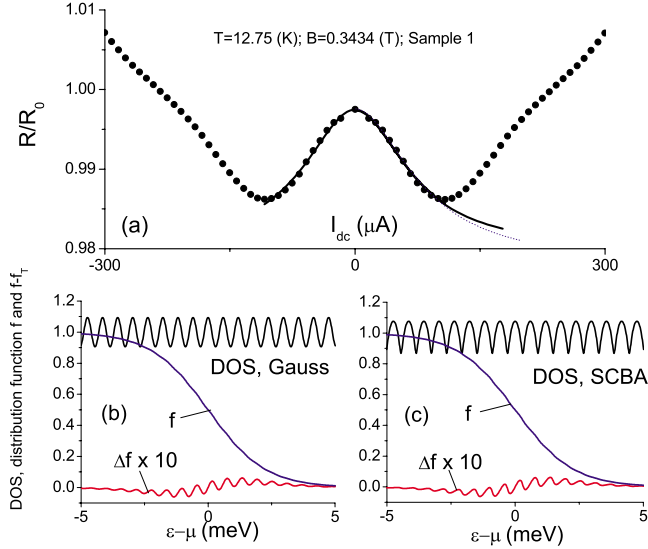 1.01
T=12.75 (K); B=0.3434 (T); Sample 1
1.00
R/R0
0.99
(a)
Idc (μA)
0.98
-300
0
300
DOS, distribution function f and f-fT
1.2
1.0
DOS, Gauss
0.8
0.6
(b)
f
0.4
0.2
Δf x 10
0.0
-5
0
5
ε-μ (meV)
1.2
1.0
DOS, SCBA
0.8
0.6
(c)
f
0.4
0.2
Δf x 10
0.0
-5
0
5
ε-μ (meV)